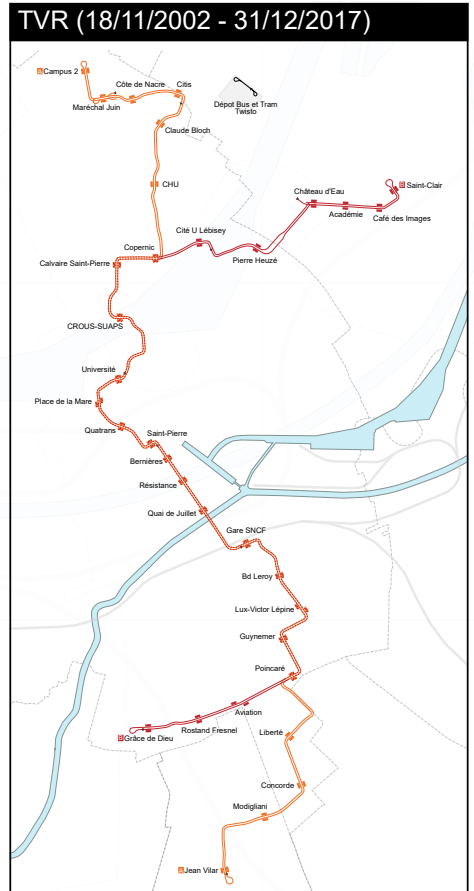 TVR (18/11/2002 - 31/12/2017)
A Campus 2
Côte de Nacre
Citis
Maréchal Juin
Dépot Bus et Tram
Twisto
Claude Bloch
CHU
Château d'Eau
B Saint-Clair
Académie
Café des Images
Cité U Lébisey
Copernic
Pierre Heuzé
Calvaire Saint-Pierre
CROUS-SUAPS
Université
Place de la Mare
Quatrans
Saint-Pierre
Bernières
Résistance
Quai de Juillet
Gare SNCF
Bd Leroy
Lux-Victor Lépine
Guynemer
Poincaré
Aviation
Rostand Fresnel
Liberté
B Grâce de Dieu
Concorde
Modigliani
A Jean Vilar